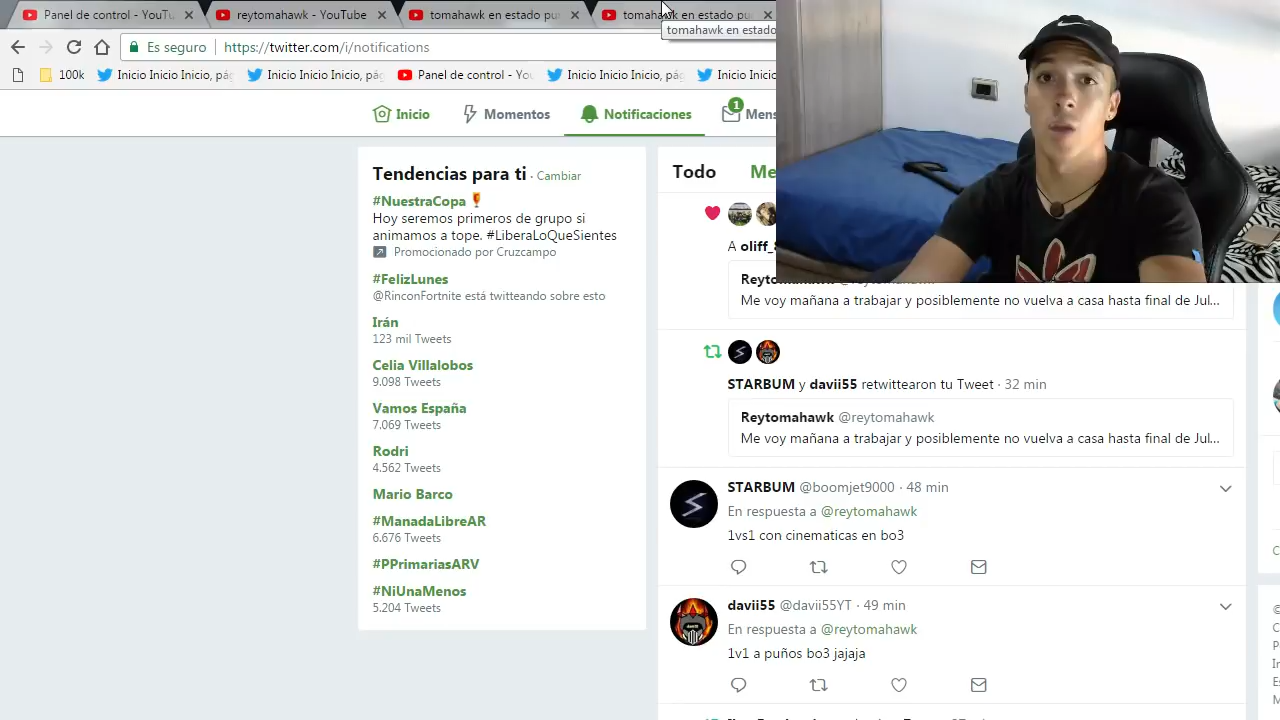 Panel de control - YouTu
reytomahawk - YouTube
tomahawk en estado pu
tomahawk en estado pu
tomahawk en estado
Es seguro
https://twitter.com/i/notifications
100k
Inicio Inicio Inicio, pág
Inicio Inicio Inicio, pág
Panel de control - You
Inicio Inicio Inicio, pág
Inicio Inicio
Inicio
Momentos
Notificaciones
1
Mens
Tendencias para ti · Cambiar
#NuestraCopa
Hoy seremos primeros de grupo si
animamos a tope. #LiberaLoQueSientes
Promocionado por Cruzcampo
#FelizLunes
@RinconFortnite está twitteando sobre esto
Irán
123 mil Tweets
Celia Villalobos
9.098 Tweets
Vamos España
7.069 Tweets
Rodri
4.562 Tweets
Mario Barco
#ManadaLibreAR
6.676 Tweets
#PPrimariasARV
#NiUnaMenos
5.204 Tweets
Todo
Me
A oliff_
Reytomahawk @reytomahawk
Me voy mañana a trabajar y posiblemente no vuelva a casa hasta final de Jul...
STARBUM y davii55 retwittearon tu Tweet · 32 min
Reytomahawk @reytomahawk
Me voy mañana a trabajar y posiblemente no vuelva a casa hasta final de Jul...
STARBUM @boomjet9000 · 48 min
En respuesta a @reytomahawk
1vs1 con cinematicas en bo3
davii55 @davii55YT · 49 min
En respuesta a @reytomahawk
1v1 a puños bo3 jajaja